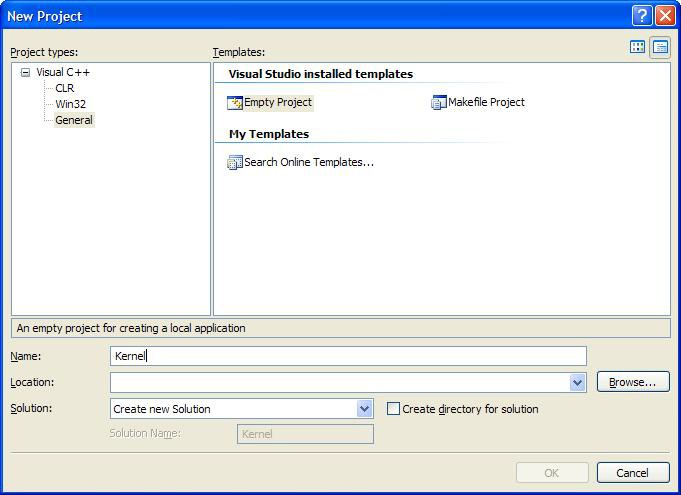 New Project
Project types:
Templates:
Visual C++
CLR
Win32
General
Visual Studio installed templates
Empty Project
Makefile Project
My Templates
Search Online Templates...
An empty project for creating a local application
Name:
Kernel
Location:
Browse...
Solution:
Create new Solution
Create directory for solution
Solution Name:
Kernel
OK
Cancel